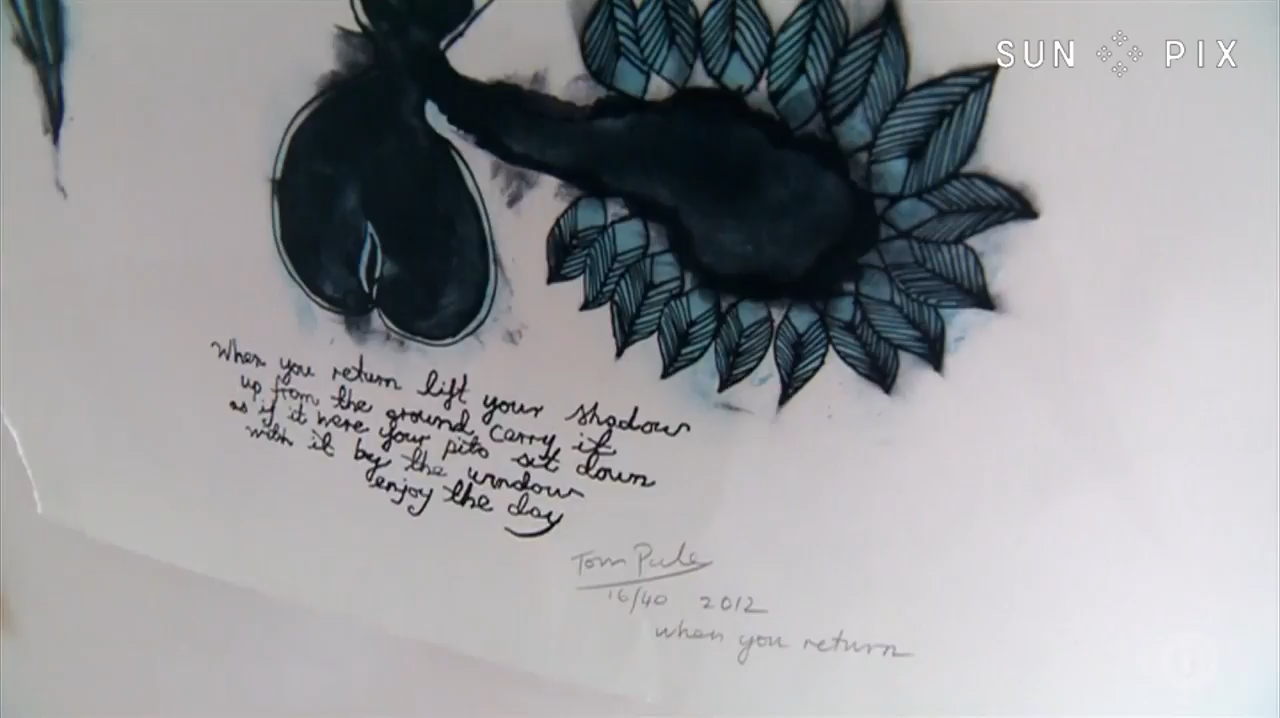 SUN PIX
When you return lift your shadow
up from the ground carry it
as if it were your pito sit down
with it by the window
enjoy the day
Tom Pule
16/40 2012
when you return